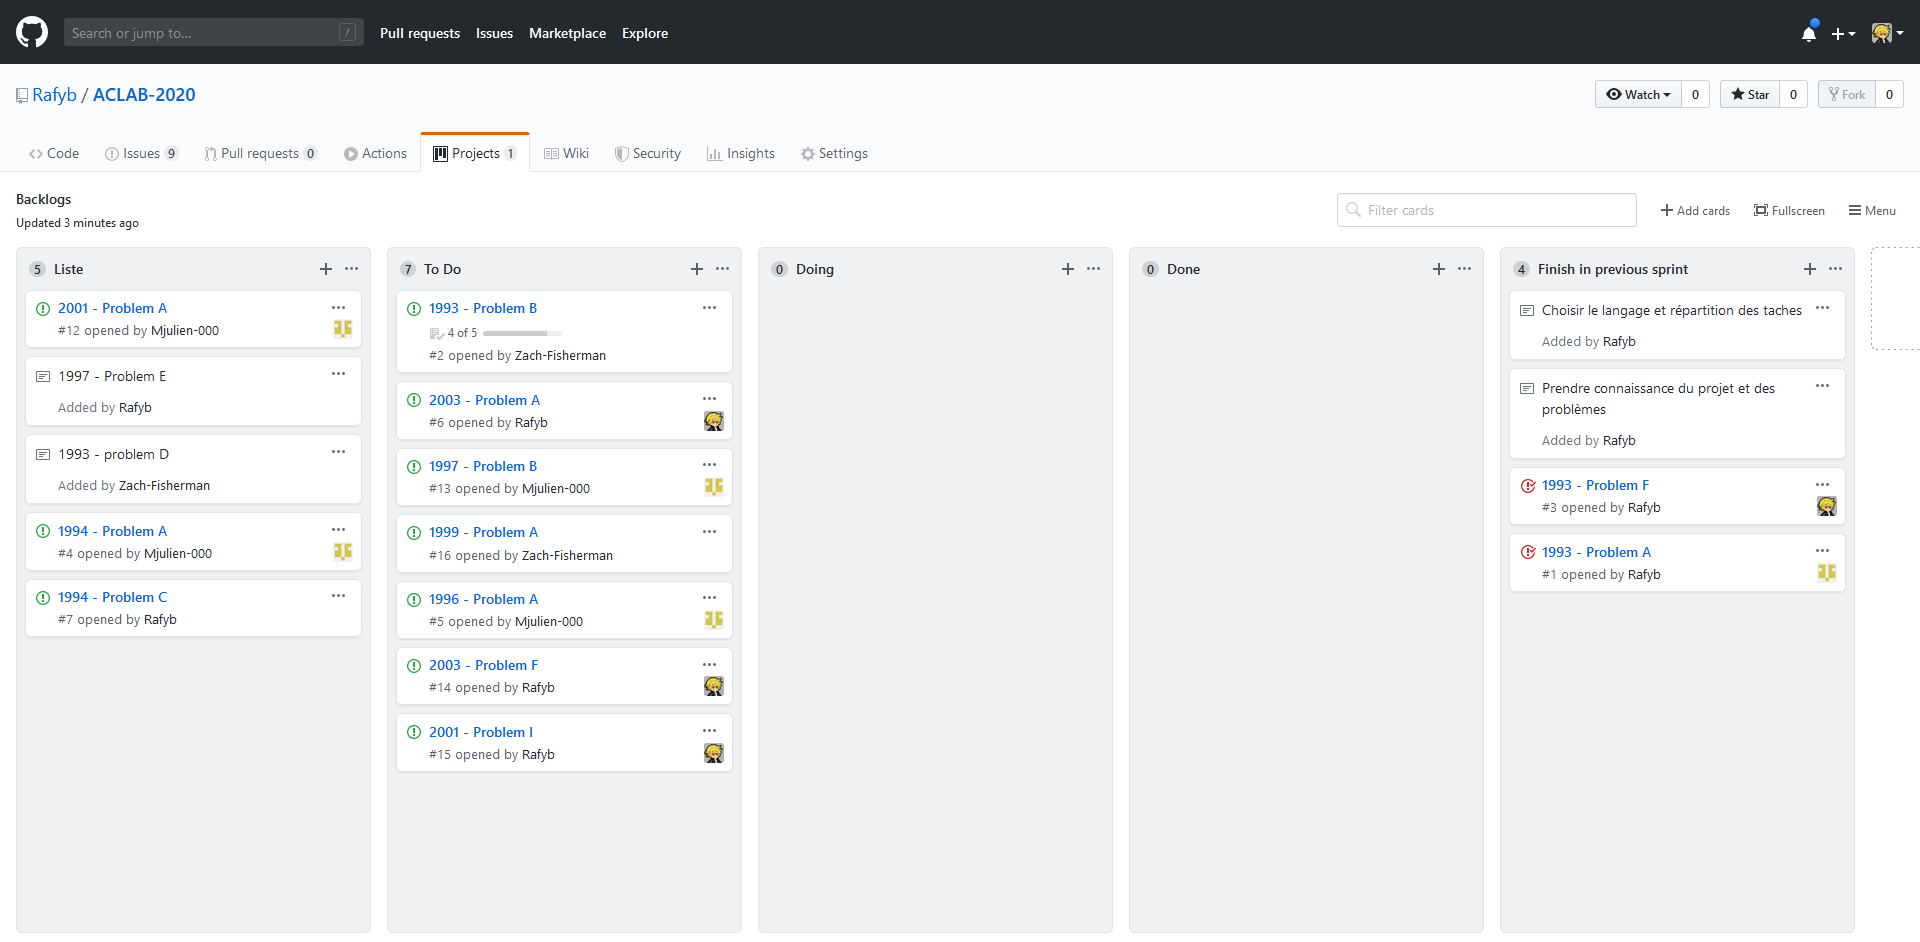 Search or jump to... /
Pull requests Issues Marketplace Explore
Rafyb / ACLAB-2020
Watch 0 Star 0 Fork 0
Code Issues 9 Pull requests 0 Actions Projects 1 Wiki Security Insights Settings
Backlogs
Updated 3 minutes ago
Filter cards
Add cards Fullscreen Menu
5 Liste
2001 - Problem A
#12 opened by Mjulien-000
1997 - Problem E
Added by Rafyb
1993 - problem D
Added by Zach-Fisherman
1994 - Problem A
#4 opened by Mjulien-000
1994 - Problem C
#7 opened by Rafyb
7 To Do
1993 - Problem B
4 of 5
#2 opened by Zach-Fisherman
2003 - Problem A
#6 opened by Rafyb
1997 - Problem B
#13 opened by Mjulien-000
1999 - Problem A
#16 opened by Zach-Fisherman
1996 - Problem A
#5 opened by Mjulien-000
2003 - Problem F
#14 opened by Rafyb
2001 - Problem I
#15 opened by Rafyb
0 Doing
0 Done
4 Finish in previous sprint
Choisir le langage et répartition des taches
Added by Rafyb
Prendre connaissance du projet et des
problèmes
Added by Rafyb
1993 - Problem F
#3 opened by Rafyb
1993 - Problem A
#1 opened by Rafyb